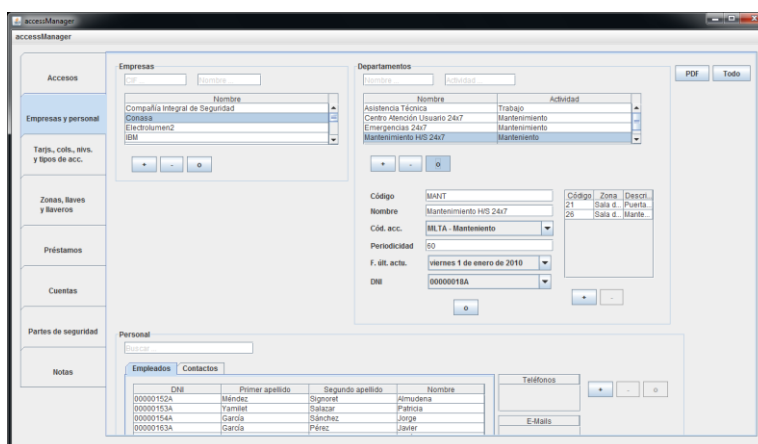 accessManager
accessManager
Accesos
Empresas y personal
Tarjs., cols., nivs.
y tipos de acc.
Zonas, llaves
y llaveros
Préstamos
Cuentas
Partes de seguridad
Notas
Empresas
CIF...
Nombre...
Nombre
Compañía Integral de Seguridad
Conasa
Electrolumen2
IBM
+ - o
Departamentos
Nombre...
Actividad...
Nombre Actividad
Asistencia Técnica Trabajo
Centro Atención Usuario 24x7 Mantenimiento
Emergencias 24x7 Mantenimiento
Mantenimiento H/S 24x7 Manteniento
+ - o
PDF Todo
Código MANT
Nombre Mantenimiento H/S 24x7
Cód. acc. MLTA - Manteniento
Periodicidad 60
F. últ. actu. viernes 1 de enero de 2010
DNI 00000018A
o
Código Zona Descri...
21 Sala d... Puerta...
26 Sala d... Mante...
+ -
Personal
Buscar...
Empleados Contactos
DNI Primer apellido Segundo apellido Nombre
00000152A Méndez Signoret Almudena
00000153A Yamilet Salazar Patricia
00000154A García Sánchez Jorge
00000163A García Pérez Javier
Teléfonos
E-Mails
+ - o